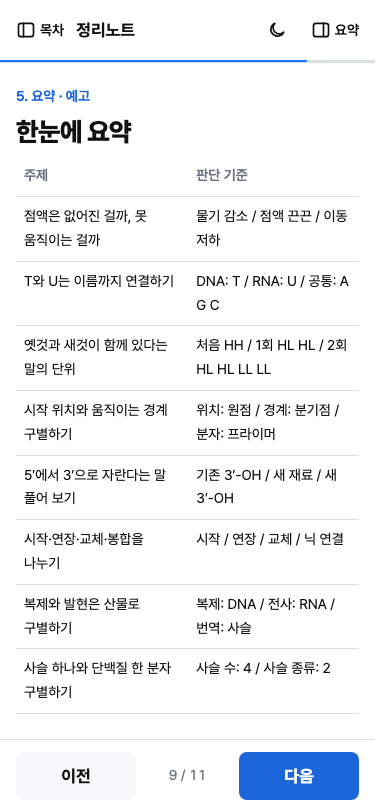 목차 정리노트 요약
5. 요약 · 예고
한눈에 요약
주제 판단 기준
점액은 없어진 걸까, 못
움직이는 걸까
물기 감소 / 점액 끈끈 / 이동
저하
T와 U는 이름까지 연결하기
DNA: T / RNA: U / 공통: A
G C
옛것과 새것이 함께 있다는
말의 단위
처음 HH / 1회 HL HL / 2회
HL HL LL LL
시작 위치와 움직이는 경계
구별하기
위치: 원점 / 경계: 분기점 /
분자: 프라이머
5′에서 3′으로 자란다는 말
풀어 보기
기존 3′-OH / 새 재료 / 새
3′-OH
시작·연장·교체·봉합을
나누기
시작 / 연장 / 교체 / 닉 연결
복제와 발현은 산물로
구별하기
복제: DNA / 전사: RNA /
번역: 사슬
사슬 하나와 단백질 한 분자
구별하기
사슬 수: 4 / 사슬 종류: 2
이전 9 / 11 다음